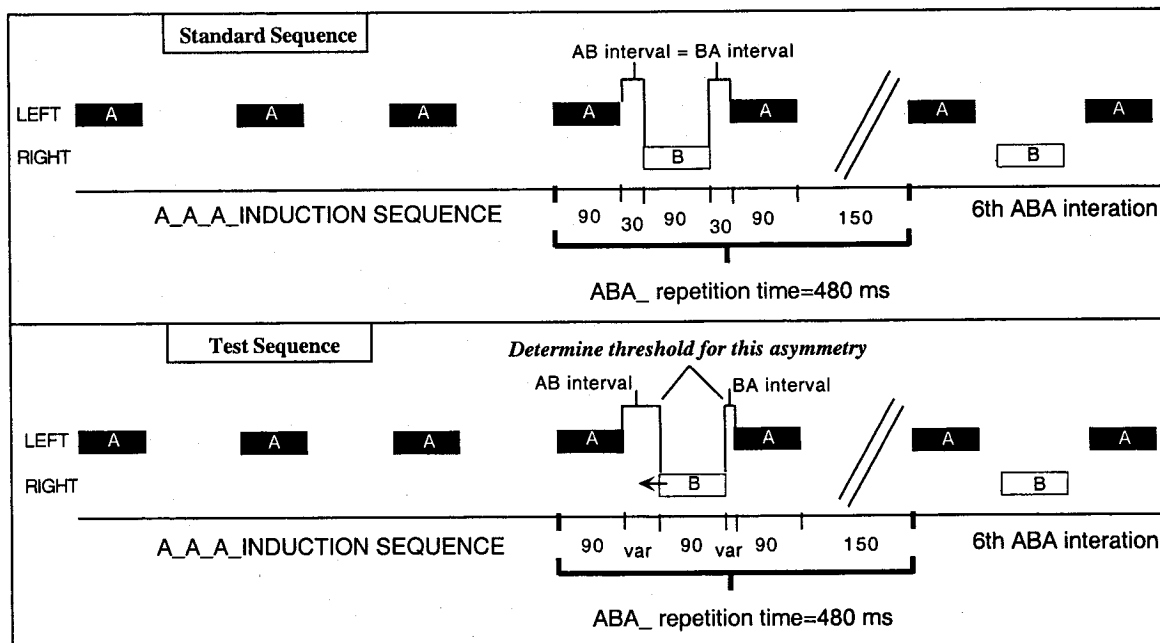 Standard Sequence
AB interval = BA interval
LEFT A A A A A A A
RIGHT B B
A_A_A_INDUCTION SEQUENCE 90 30 90 30 90 150 6th ABA interation
ABA_ repetition time=480 ms
Test Sequence
Determine threshold for this asymmetry
AB interval BA interval
LEFT A A A A A A A
RIGHT B B
A_A_A_INDUCTION SEQUENCE 90 var 90 var 90 150 6th ABA interation
ABA_ repetition time=480 ms